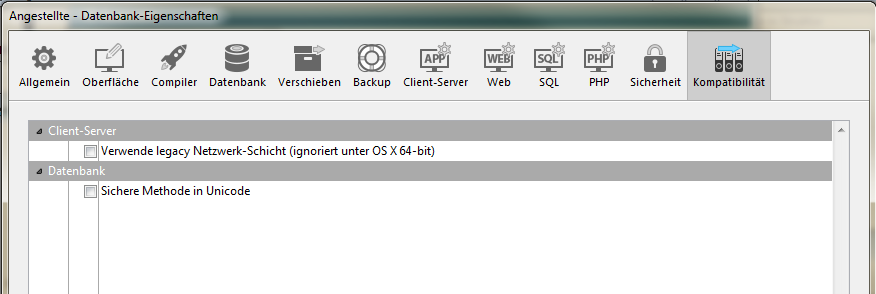 Angestellte - Datenbank-Eigenschaften
Allgemein Oberfläche Compiler Datenbank Verschieben Backup Client-Server Web SQL PHP Sicherheit Kompatibilität
APP WEB SQL PHP
Client-Server
Verwende legacy Netzwerk-Schicht (ignoriert unter OS X 64-bit)
Datenbank
Sichere Methode in Unicode